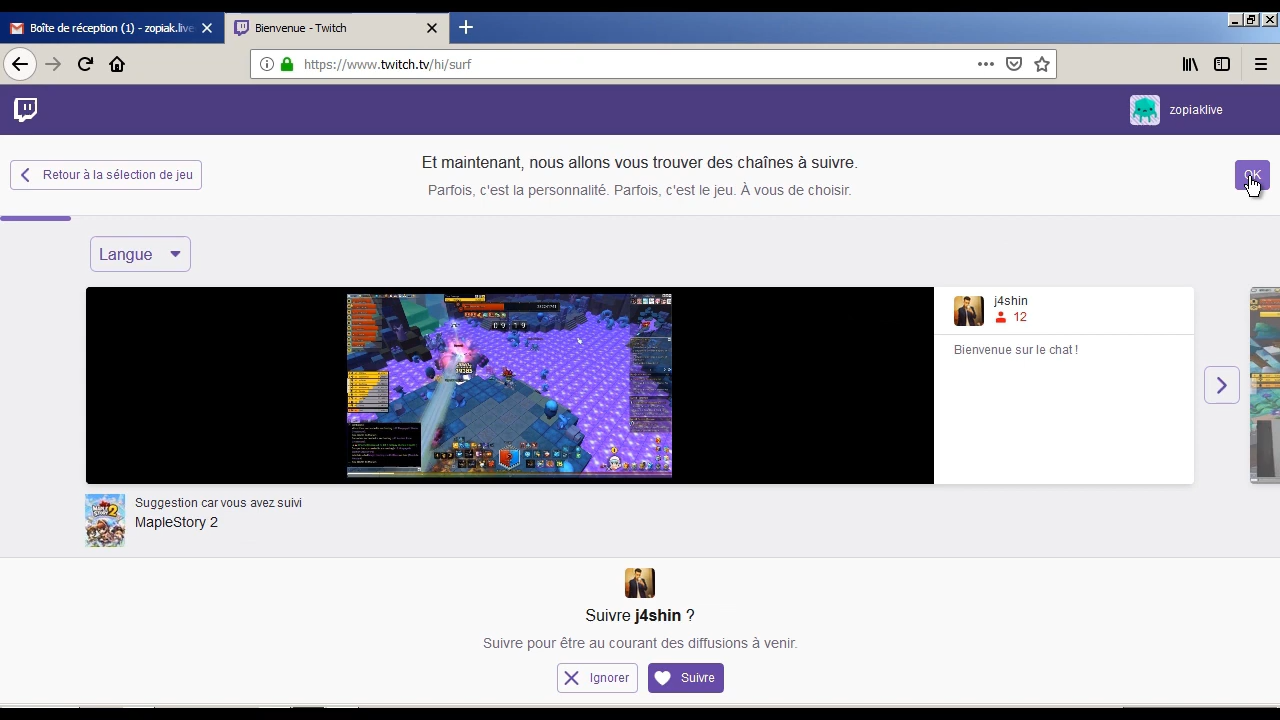 Boîte de réception (1) - zopiak.live
Bienvenue - Twitch
https://www.twitch.tv/hi/surf
zopiaklive
Retour à la sélection de jeu
Et maintenant, nous allons vous trouver des chaînes à suivre.
Parfois, c'est la personnalité. Parfois, c'est le jeu. À vous de choisir.
OK
Langue
j4shin
12
Bienvenue sur le chat !
Suggestion car vous avez suivi
MapleStory 2
Suivre j4shin ?
Suivre pour être au courant des diffusions à venir.
Ignorer
Suivre